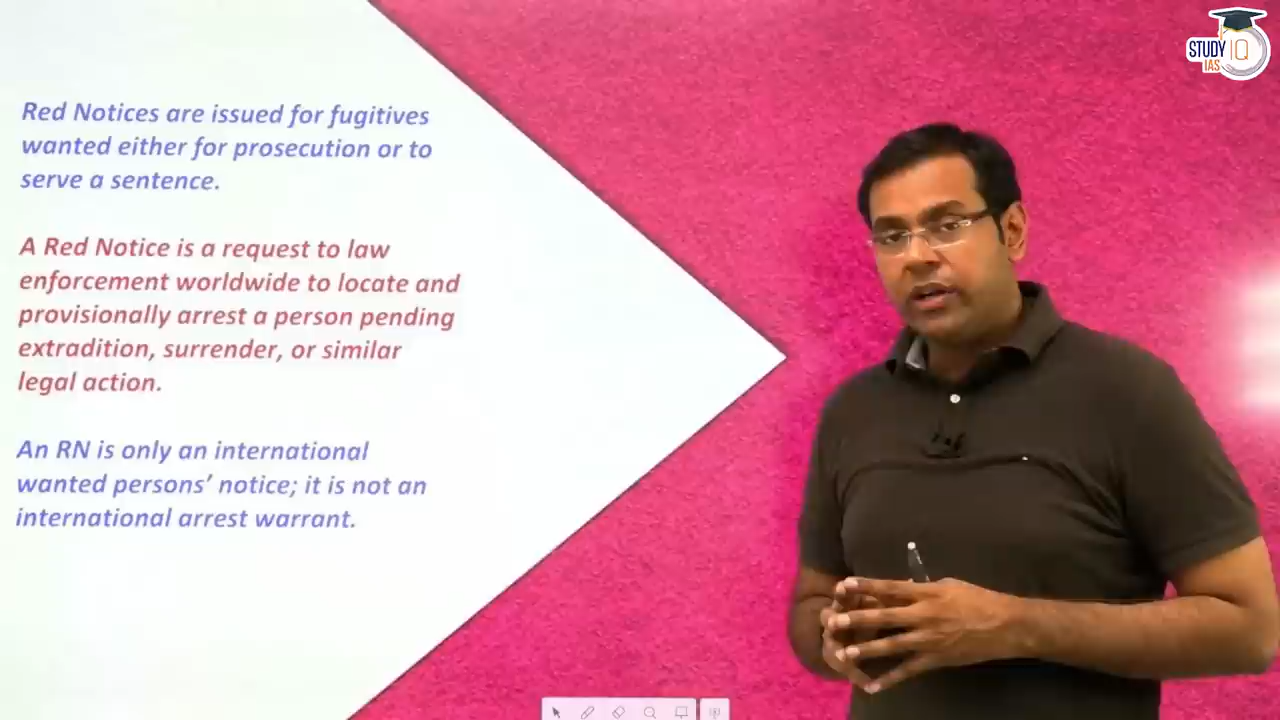 Red Notices are issued for fugitives
wanted either for prosecution or to
serve a sentence.
A Red Notice is a request to law
enforcement worldwide to locate and
provisionally arrest a person pending
extradition, surrender, or similar
legal action.
An RN is only an international
wanted persons’ notice; it is not an
international arrest warrant.
STUDY IQ
IAS